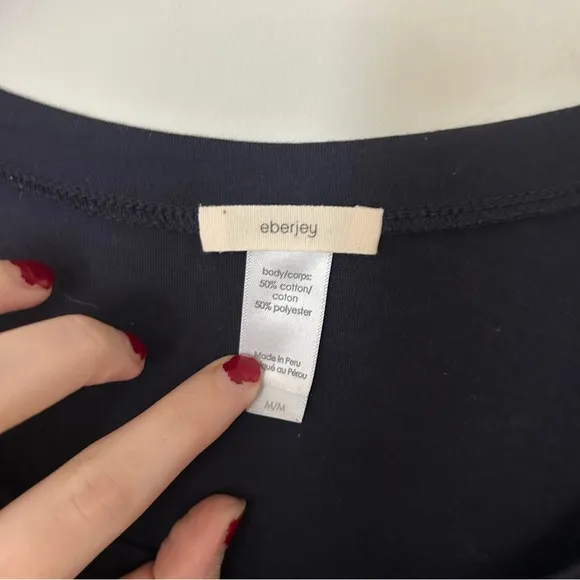 eberjey
body/corps:
50% cotton/
coton
50% polyester
Made in Peru
au Pérou
M/M